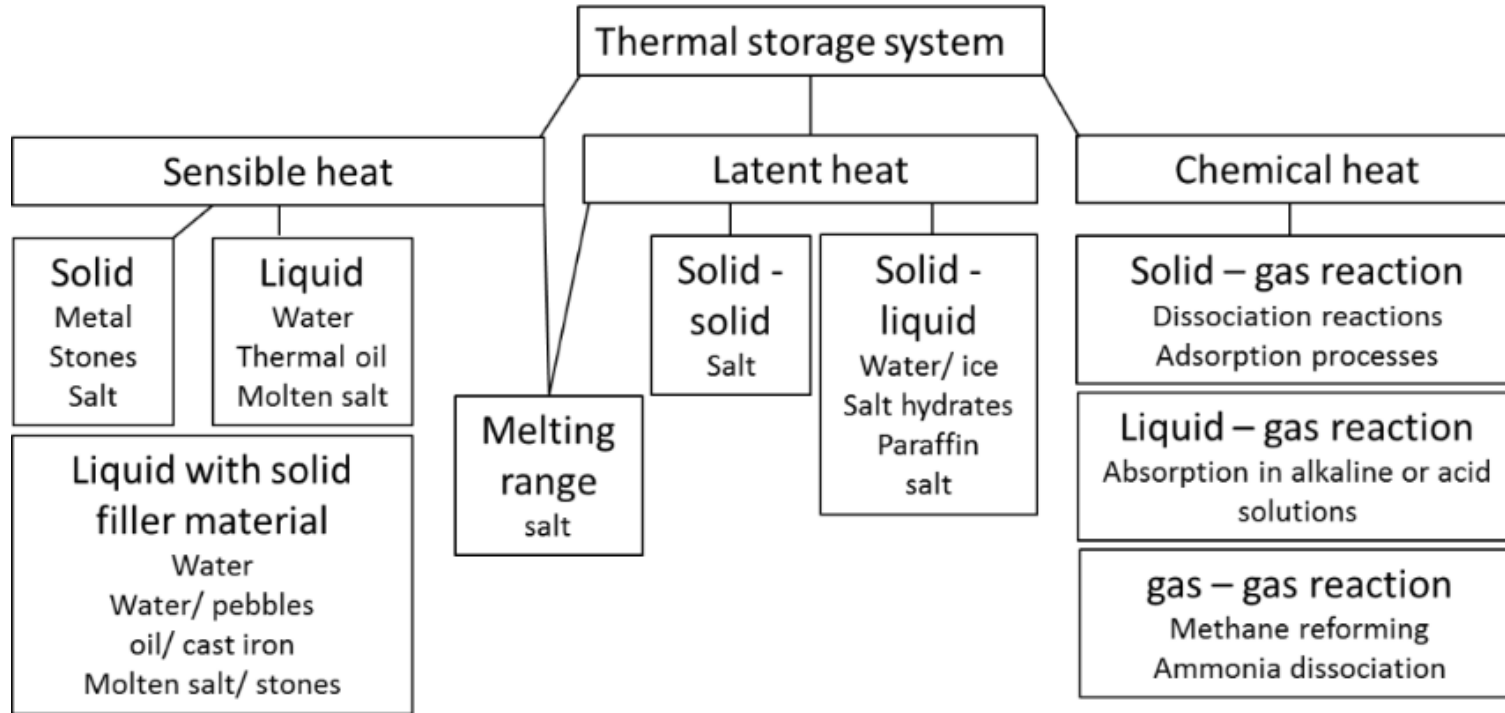 Thermal storage system
Sensible heat
Latent heat
Chemical heat
Solid
Metal
Stones
Salt
Liquid
Water
Thermal oil
Molten salt
Liquid with solid
filler material
Water
Water/ pebbles
oil/ cast iron
Molten salt/ stones
Melting
range
salt
Solid -
solid
Salt
Solid -
liquid
Water/ ice
Salt hydrates
Paraffin
salt
Solid – gas reaction
Dissociation reactions
Adsorption processes
Liquid – gas reaction
Absorption in alkaline or acid
solutions
gas – gas reaction
Methane reforming
Ammonia dissociation